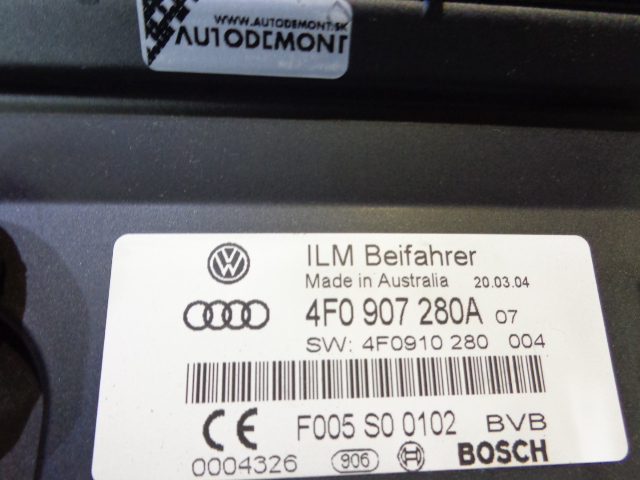 WWW.AUTODEMONT.SK
AUTODEMONT
ILM Beifahrer
Made in Australia 20.03.04
4F0 907 280A 07
SW: 4F0910 280 004
F005 S0 0102 BVB
0004326 906 BOSCH